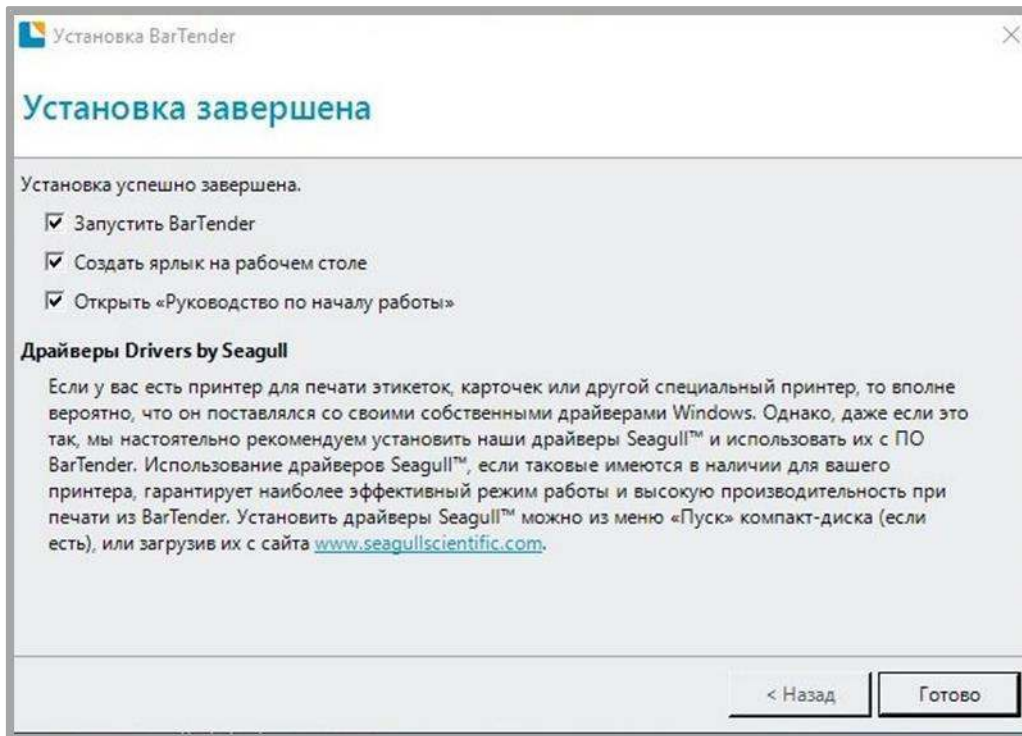 Установка BarTender
Установка завершена
Установка успешно завершена.
Запустить BarTender
Создать ярлык на рабочем столе
Открыть «Руководство по началу работы»
Драйверы Drivers by Seagull
Если у вас есть принтер для печати этикеток, карточек или другой специальный принтер, то вполне
вероятно, что он поставлялся со своими собственными драйверами Windows. Однако, даже если это
так, мы настоятельно рекомендуем установить наши драйверы Seagull™ и использовать их с ПО
BarTender. Использование драйверов Seagull™, если таковые имеются в наличии для вашего
принтера, гарантирует наиболее эффективный режим работы и высокую производительность при
печати из BarTender. Установить драйверы Seagull™ можно из меню «Пуск» компакт-диска (если
есть), или загрузив их с сайта www.seagullscientific.com.
< Назад
Готово